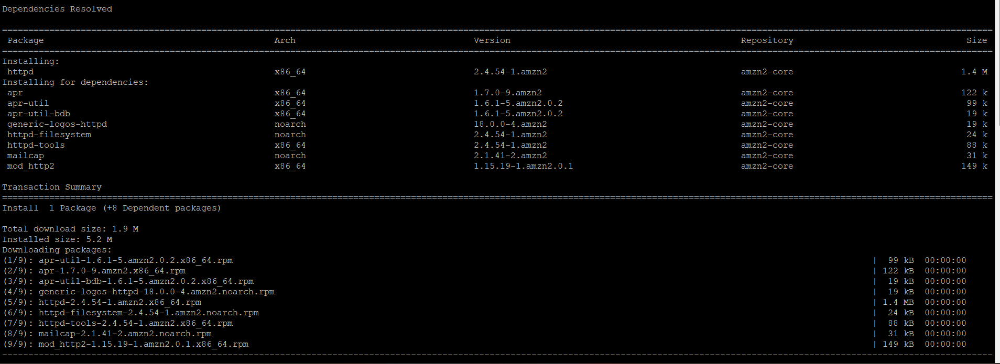 Dependencies Resolved
================================================================================
Package Arch Version Repository Size
================================================================================
Installing:
httpd x86_64 2.4.54-1.amzn2 amzn2-core 1.4 M
Installing for dependencies:
apr x86_64 1.7.0-9.amzn2 amzn2-core 122 k
apr-util x86_64 1.6.1-5.amzn2.0.2 amzn2-core 99 k
apr-util-bdb x86_64 1.6.1-5.amzn2.0.2 amzn2-core 19 k
generic-logos-httpd noarch 18.0.0-4.amzn2 amzn2-core 19 k
httpd-filesystem noarch 2.4.54-1.amzn2 amzn2-core 24 k
httpd-tools x86_64 2.4.54-1.amzn2 amzn2-core 88 k
mailcap noarch 2.1.41-2.amzn2 amzn2-core 31 k
mod_http2 x86_64 1.15.19-1.amzn2.0.1 amzn2-core 149 k
Transaction Summary
================================================================================
Install  1 Package (+8 Dependent packages)
Total download size: 1.9 M
Installed size: 5.2 M
Downloading packages:
(1/9): apr-util-1.6.1-5.amzn2.0.2.x86_64.rpm | 99 kB 00:00:00
(2/9): apr-1.7.0-9.amzn2.x86_64.rpm | 122 kB 00:00:00
(3/9): apr-util-bdb-1.6.1-5.amzn2.0.2.x86_64.rpm | 19 kB 00:00:00
(4/9): generic-logos-httpd-18.0.0-4.amzn2.noarch.rpm | 19 kB 00:00:00
(5/9): httpd-2.4.54-1.amzn2.x86_64.rpm | 1.4 MB 00:00:00
(6/9): httpd-filesystem-2.4.54-1.amzn2.noarch.rpm | 24 kB 00:00:00
(7/9): httpd-tools-2.4.54-1.amzn2.x86_64.rpm | 88 kB 00:00:00
(8/9): mailcap-2.1.41-2.amzn2.noarch.rpm | 31 kB 00:00:00
(9/9): mod_http2-1.15.19-1.amzn2.0.1.x86_64.rpm | 149 kB 00:00:00
--------------------------------------------------------------------------------